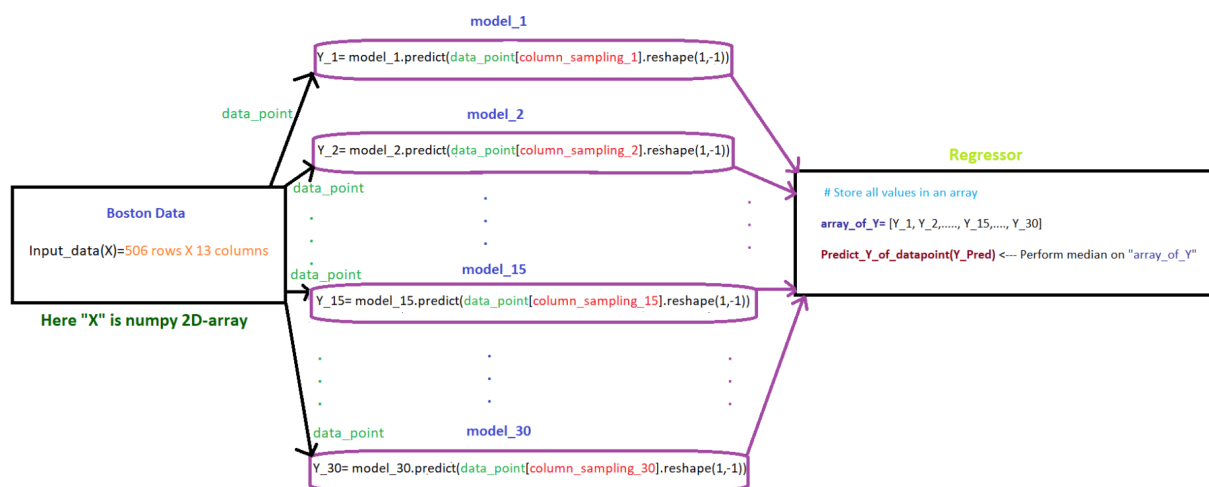 model_1
Y_1= model_1.predict(data_point[column_sampling_1].reshape(1,-1))
data_point
model_2
Y_2= model_2.predict(data_point[column_sampling_2].reshape(1,-1))
data_point
Boston Data
Input_data(X)=506 rows X 13 columns
Here "X" is numpy 2D-array
data_point
model_15
Y_15= model_15.predict(data_point[column_sampling_15].reshape(1,-1))
data_point
model_30
Y_30= model_30.predict(data_point[column_sampling_30].reshape(1,-1))
Regressor
# Store all values in an array
array_of_Y= [Y_1, Y_2,....., Y_15,...., Y_30]
Predict_Y_of_datapoint(Y_Pred) <--- Perform median on "array_of_Y"